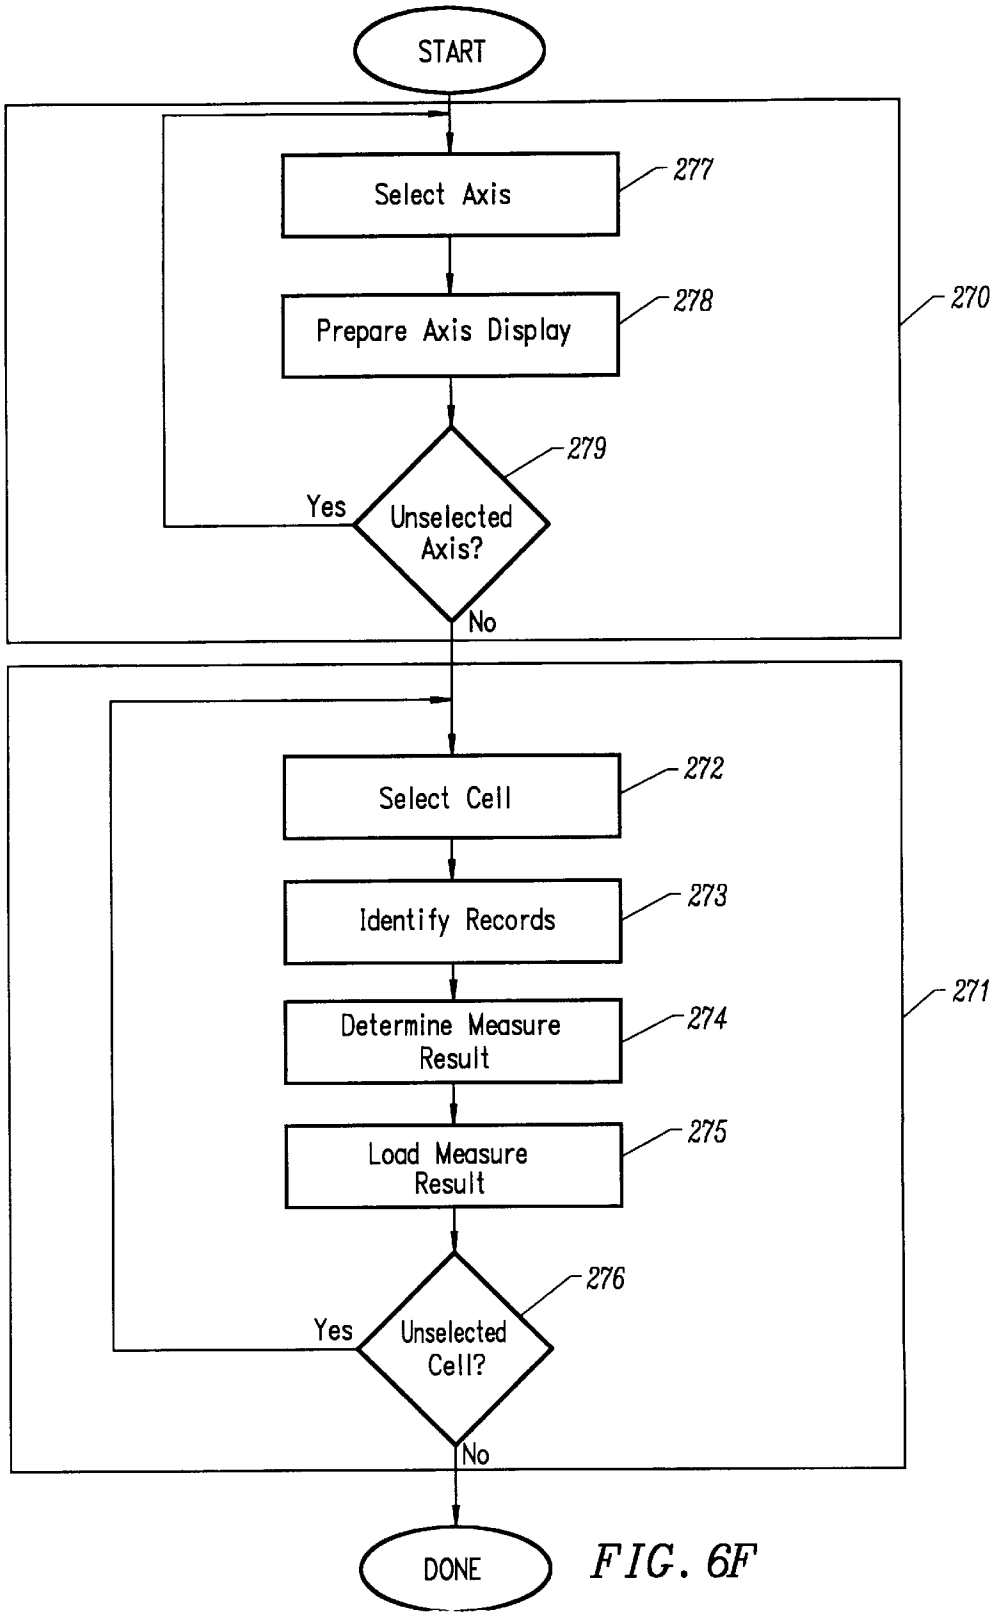 START
Select Axis
277
270
Prepare Axis Display
278
279
Yes
Unselected
Axis?
No
Select Cell
272
Identify Records
273
271
Determine Measure
Result
274
Load Measure
Result
275
276
Yes
Unselected
Cell?
No
DONE
FIG. 6F